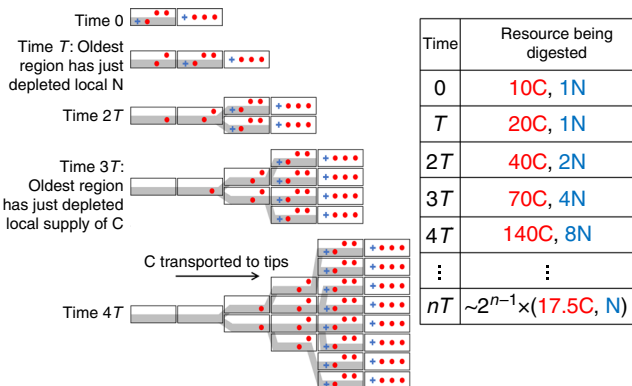 Time 0
Time T: Oldest
region has just
depleted local N
Time 2T
Time 3T:
Oldest region
has just depleted
local supply of C
C transported to tips
Time 4T
Time Resource being
digested
0 10C, 1N
T 20C, 1N
2T 40C, 2N
3T 70C, 4N
4T 140C, 8N
⋮ ⋮
nT ~2ⁿ⁻¹×(17.5C, N)